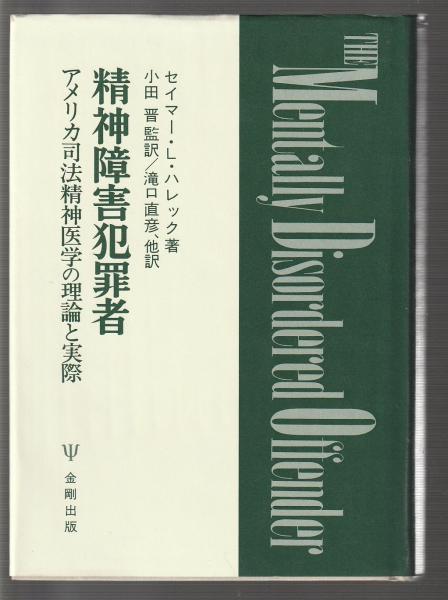 THE Mentally Disordered Offender
セイマー・L・ハレック著
小田 晋 監訳／滝口直彦、他訳
精神障害犯罪者
アメリカ司法精神医学の理論と実際
Ψ
金剛出版